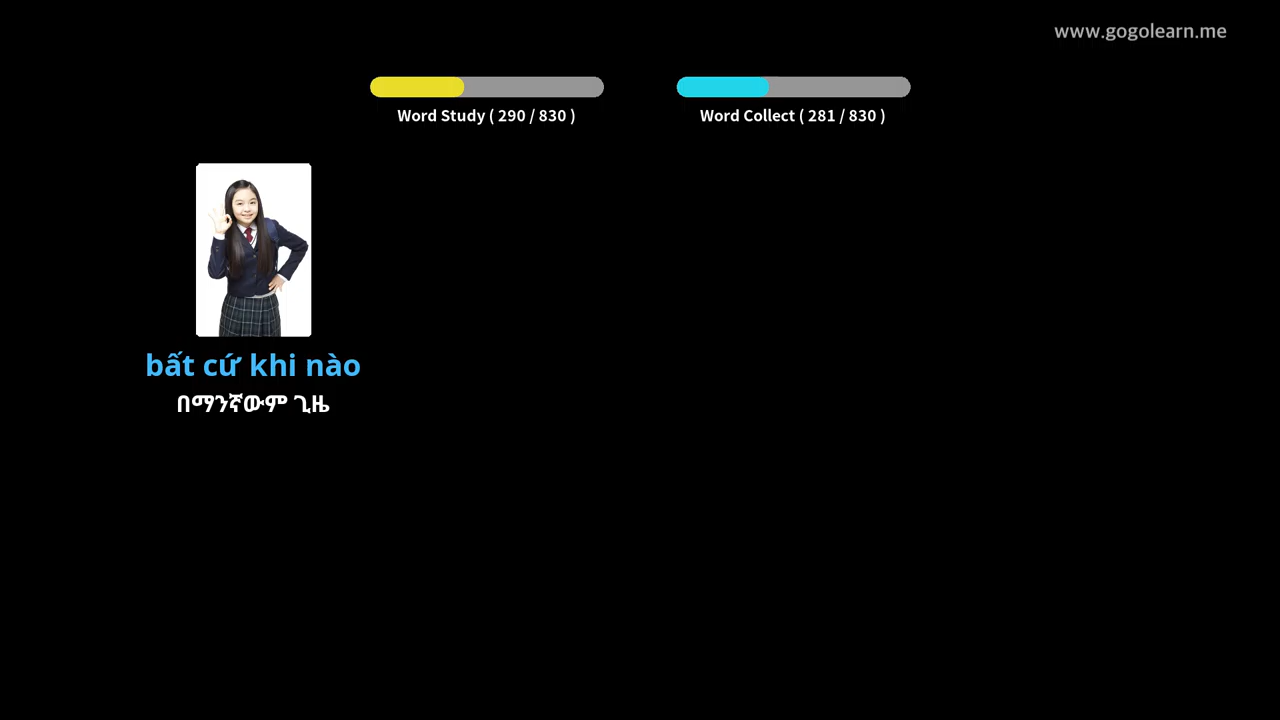 www.gogolearn.me
Word Study ( 290 / 830 )
Word Collect ( 281 / 830 )
bất cứ khi nào
በማንኛውም ጊዜ